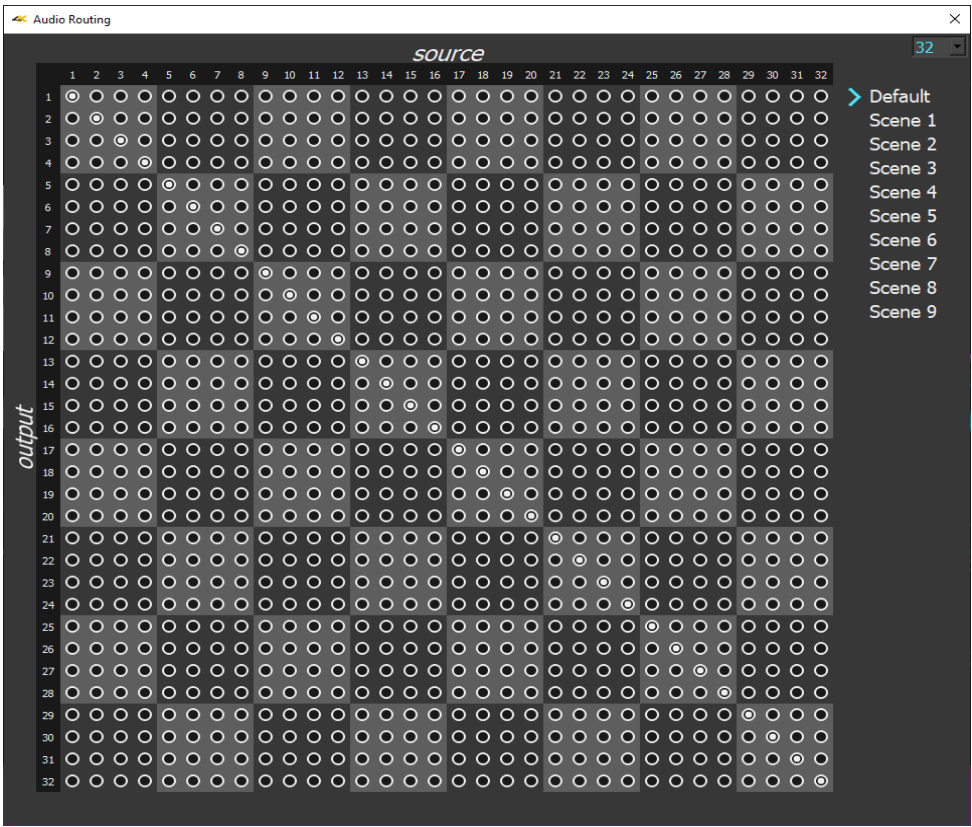 Audio Routing
source
32
1 2 3 4 5 6 7 8 9 10 11 12 13 14 15 16 17 18 19 20 21 22 23 24 25 26 27 28 29 30 31 32
1
2
3
4
5
6
7
8
9
10
11
12
13
14
15
16
17
18
19
20
21
22
23
24
25
26
27
28
29
30
31
32
output
Default
Scene 1
Scene 2
Scene 3
Scene 4
Scene 5
Scene 6
Scene 7
Scene 8
Scene 9